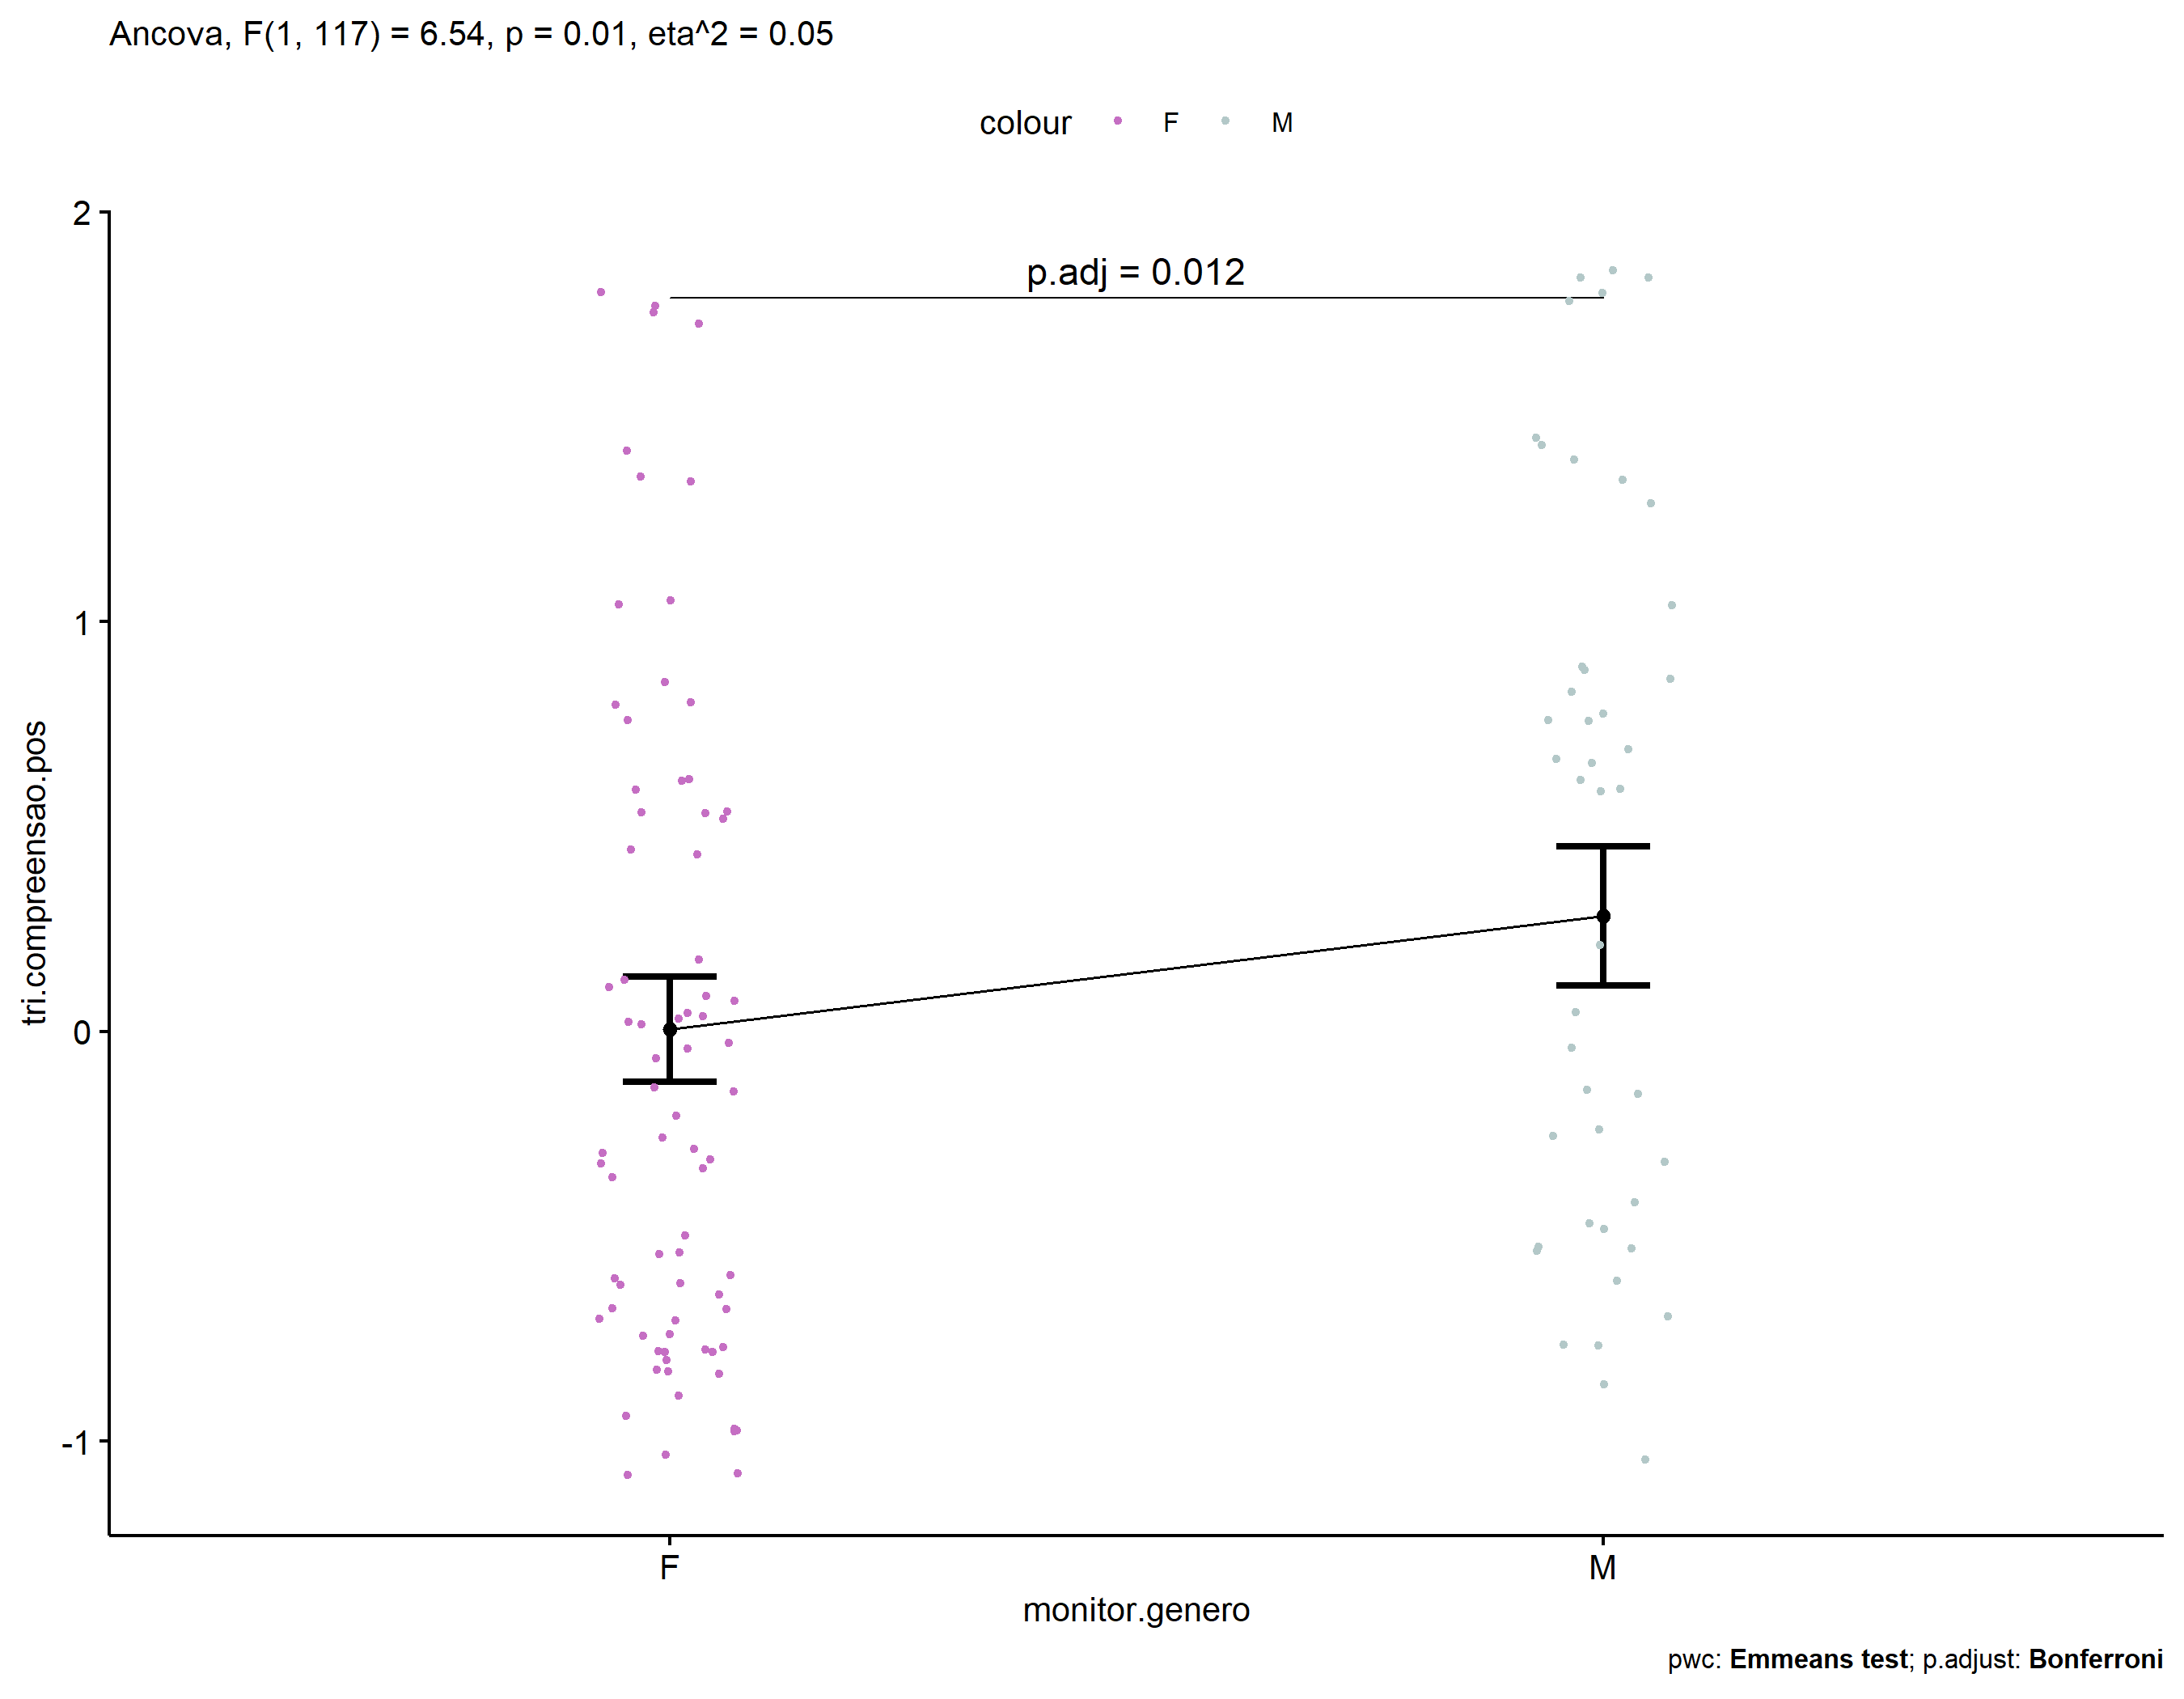 Ancova, F(1, 117) = 6.54, p = 0.01, eta^2 = 0.05
colour F M
p.adj = 0.012
2
1
0
-1
tri.compreensao.pos
F M
monitor.genero
pwc: Emmeans test; p.adjust: Bonferroni